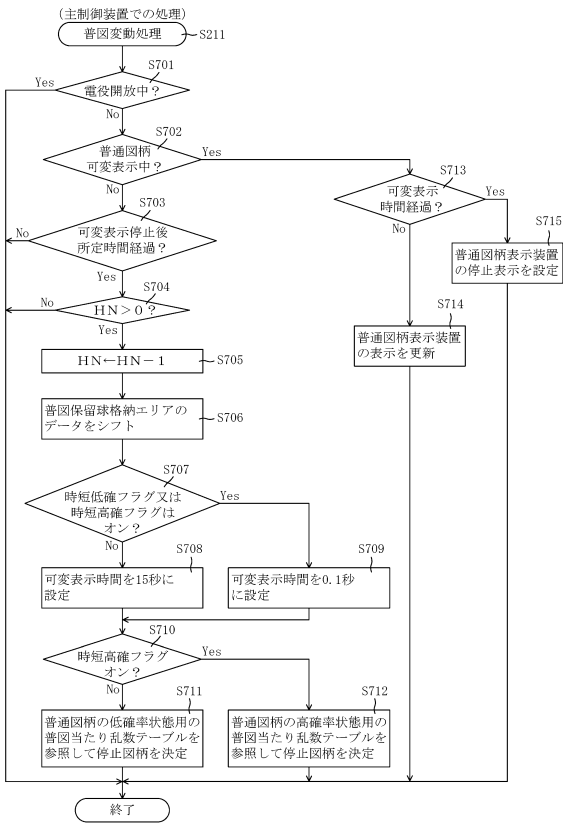 (主制御装置での処理)
普図変動処理
S211
S701
電役開放中？
Yes
No
S702
普通図柄
可変表示中？
Yes
No
S703
可変表示停止後
所定時間経過？
No
Yes
S704
HN＞0？
No
Yes
HN←HN－1
S705
普図保留球格納エリアの
データをシフト
S706
S707
時短低確フラグ又は
時短高確フラグは
オン？
Yes
No
S708
可変表示時間を15秒に
設定
S709
可変表示時間を0.1秒
に設定
S710
時短高確フラグ
オン？
Yes
No
S711
普通図柄の低確率状態用の
普図当たり乱数テーブルを
参照して停止図柄を決定
S712
普通図柄の高確率状態用の
普図当たり乱数テーブルを
参照して停止図柄を決定
S713
可変表示
時間経過？
Yes
No
S714
普通図柄表示装置
の表示を更新
S715
普通図柄表示装置
の停止表示を設定
終了